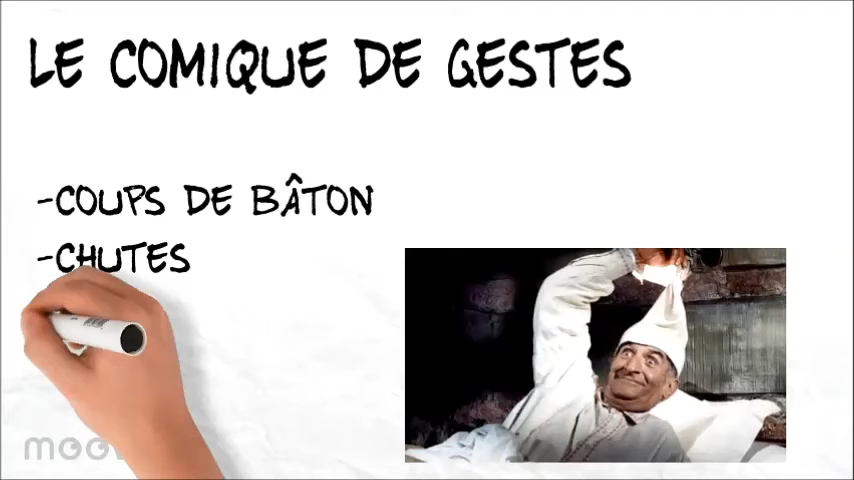 LE COMIQUE DE GESTES
-COUPS DE BÂTON
-CHUTES